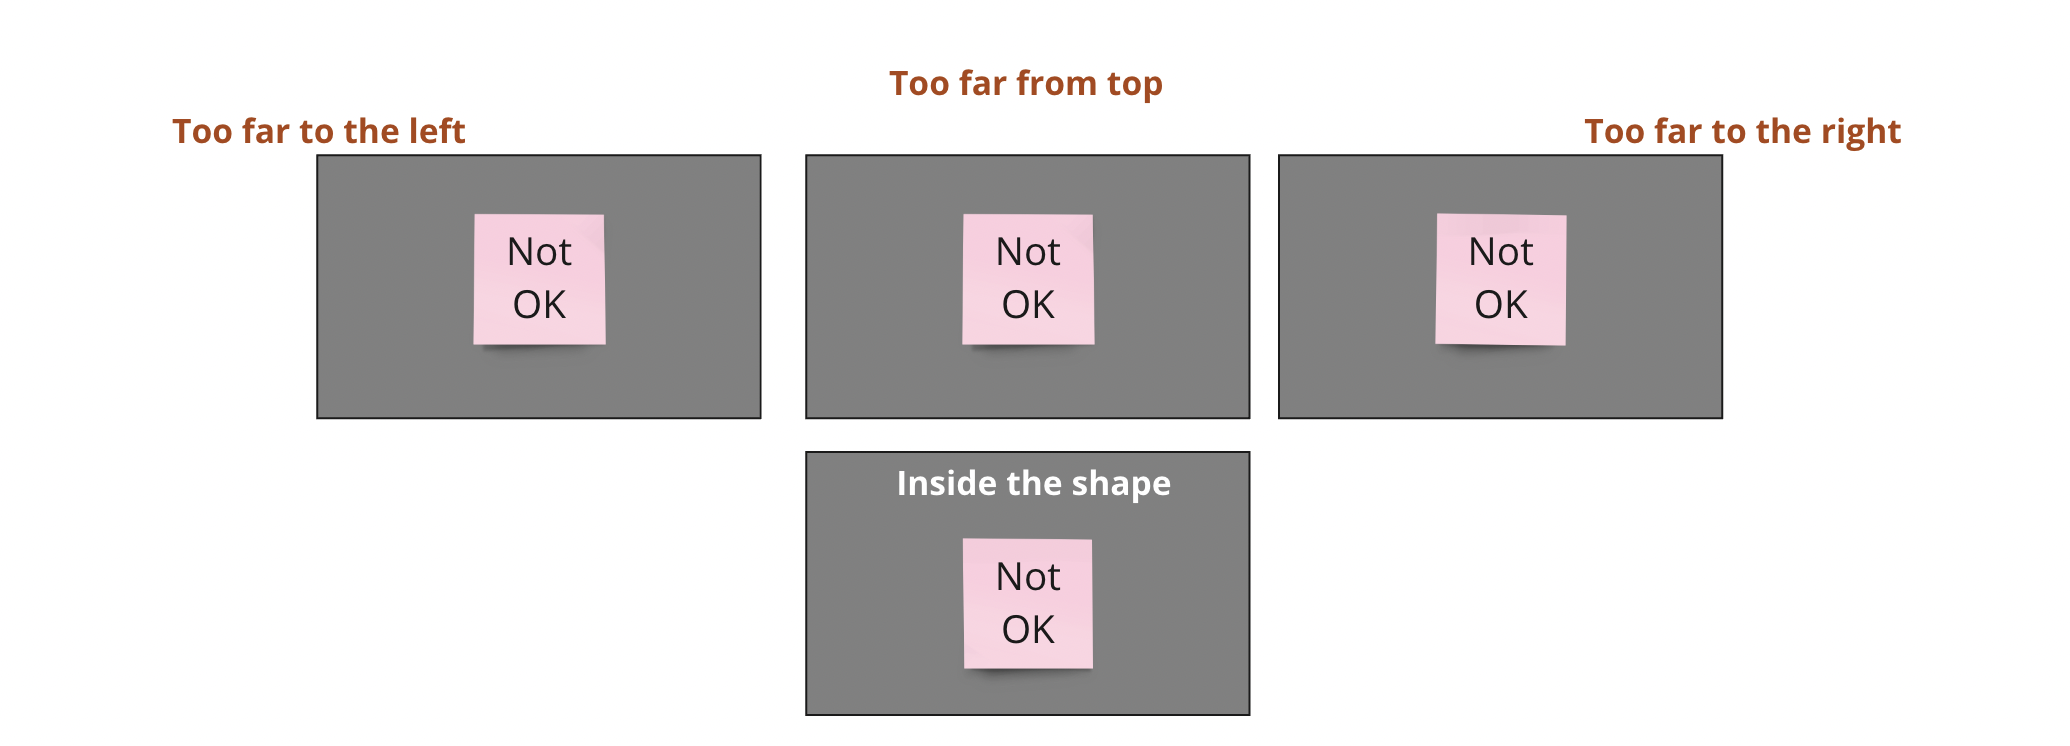 Too far from top
Too far to the left
Too far to the right
Not
OK
Not
OK
Not
OK
Inside the shape
Not
OK